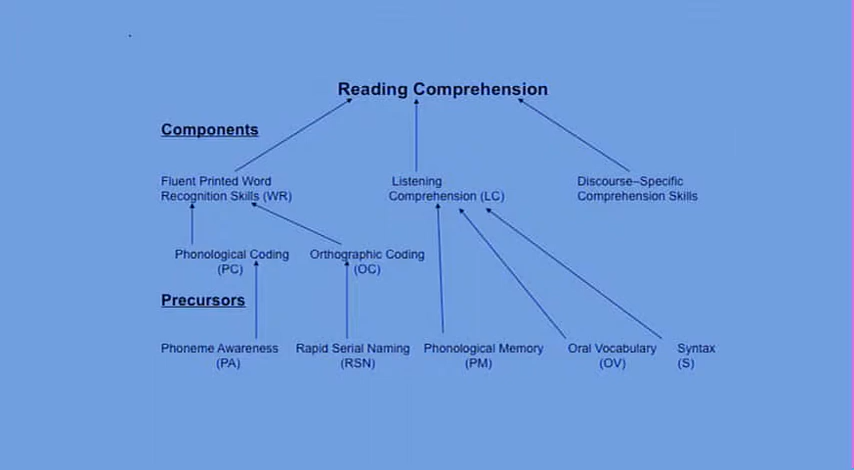 Reading Comprehension
Components
Fluent Printed Word
Recognition Skills (WR)
Listening
Comprehension (LC)
Discourse–Specific
Comprehension Skills
Phonological Coding
(PC)
Orthographic Coding
(OC)
Precursors
Phoneme Awareness
(PA)
Rapid Serial Naming
(RSN)
Phonological Memory
(PM)
Oral Vocabulary
(OV)
Syntax
(S)